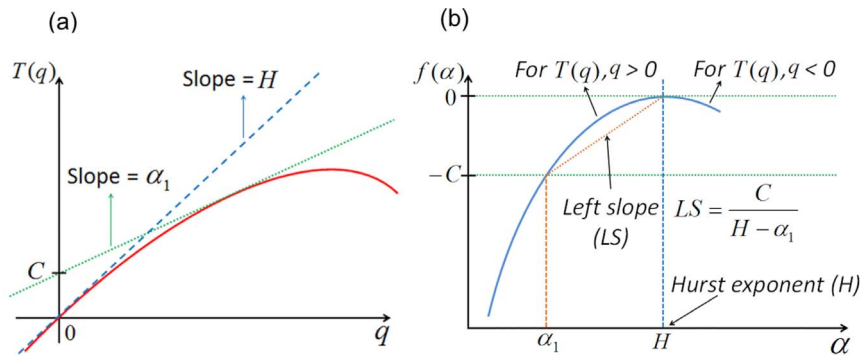 (a)
T(q)
Slope = H
Slope = α₁
C
0
q
(b)
f(α)
For T(q), q > 0
For T(q), q < 0
0
−C
Left slope
(LS)
LS = C / (H − α₁)
Hurst exponent (H)
α₁
H
α